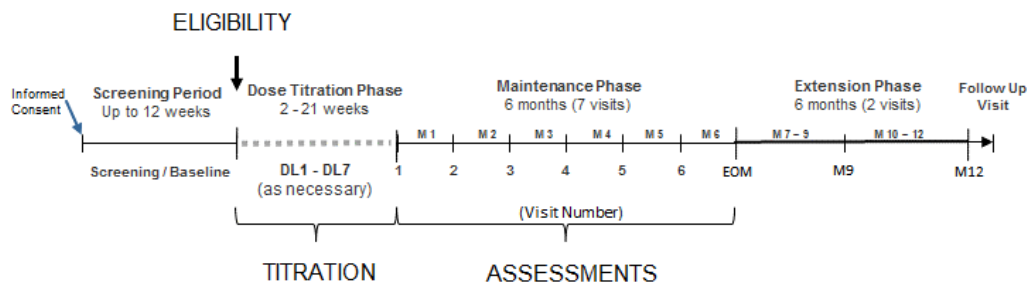 ELIGIBILITY
Informed
Consent
Screening Period
Up to 12 weeks
Dose Titration Phase
2 - 21 weeks
Maintenance Phase
6 months (7 visits)
Extension Phase
6 months (2 visits)
Follow Up
Visit
M 1 M 2 M 3 M 4 M 5 M 6 M 7 – 9 M 10 – 12
Screening / Baseline
DL1 - DL7
(as necessary)
1 2 3 4 5 6 EOM M9 M12
(Visit Number)
TITRATION
ASSESSMENTS